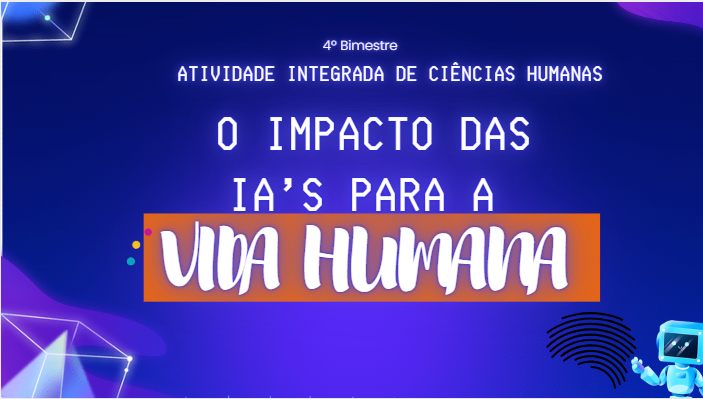 4º Bimestre
ATIVIDADE INTEGRADA DE CIÊNCIAS HUMANAS
O IMPACTO DAS
IA'S PARA A
VIDA HUMANA